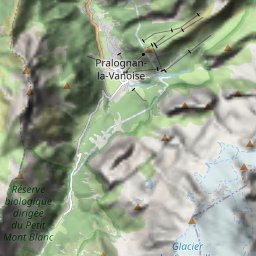 Pralognan-
la-Vanoise
Réserve
biologique
dirigée
du Petit
Mont Blanc
Glacier